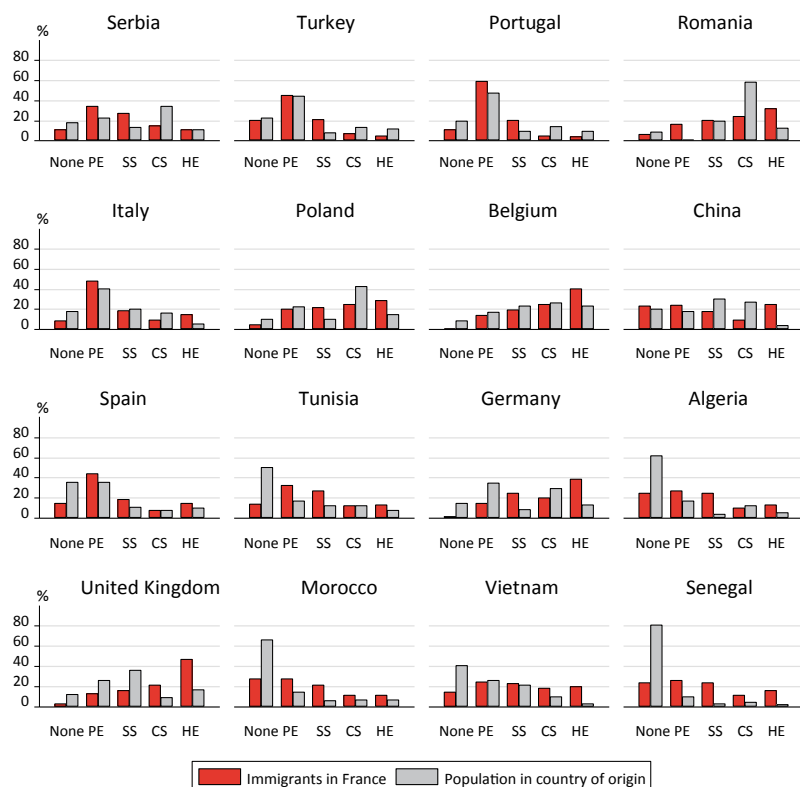 Serbia Turkey Portugal Romania
%
80
60
40
20
0
None PE SS CS HE None PE SS CS HE None PE SS CS HE None PE SS CS HE
Italy Poland Belgium China
%
80
60
40
20
0
None PE SS CS HE None PE SS CS HE None PE SS CS HE None PE SS CS HE
Spain Tunisia Germany Algeria
%
80
60
40
20
0
None PE SS CS HE None PE SS CS HE None PE SS CS HE None PE SS CS HE
United Kingdom Morocco Vietnam Senegal
%
80
60
40
20
0
None PE SS CS HE None PE SS CS HE None PE SS CS HE None PE SS CS HE
Immigrants in France Population in country of origin